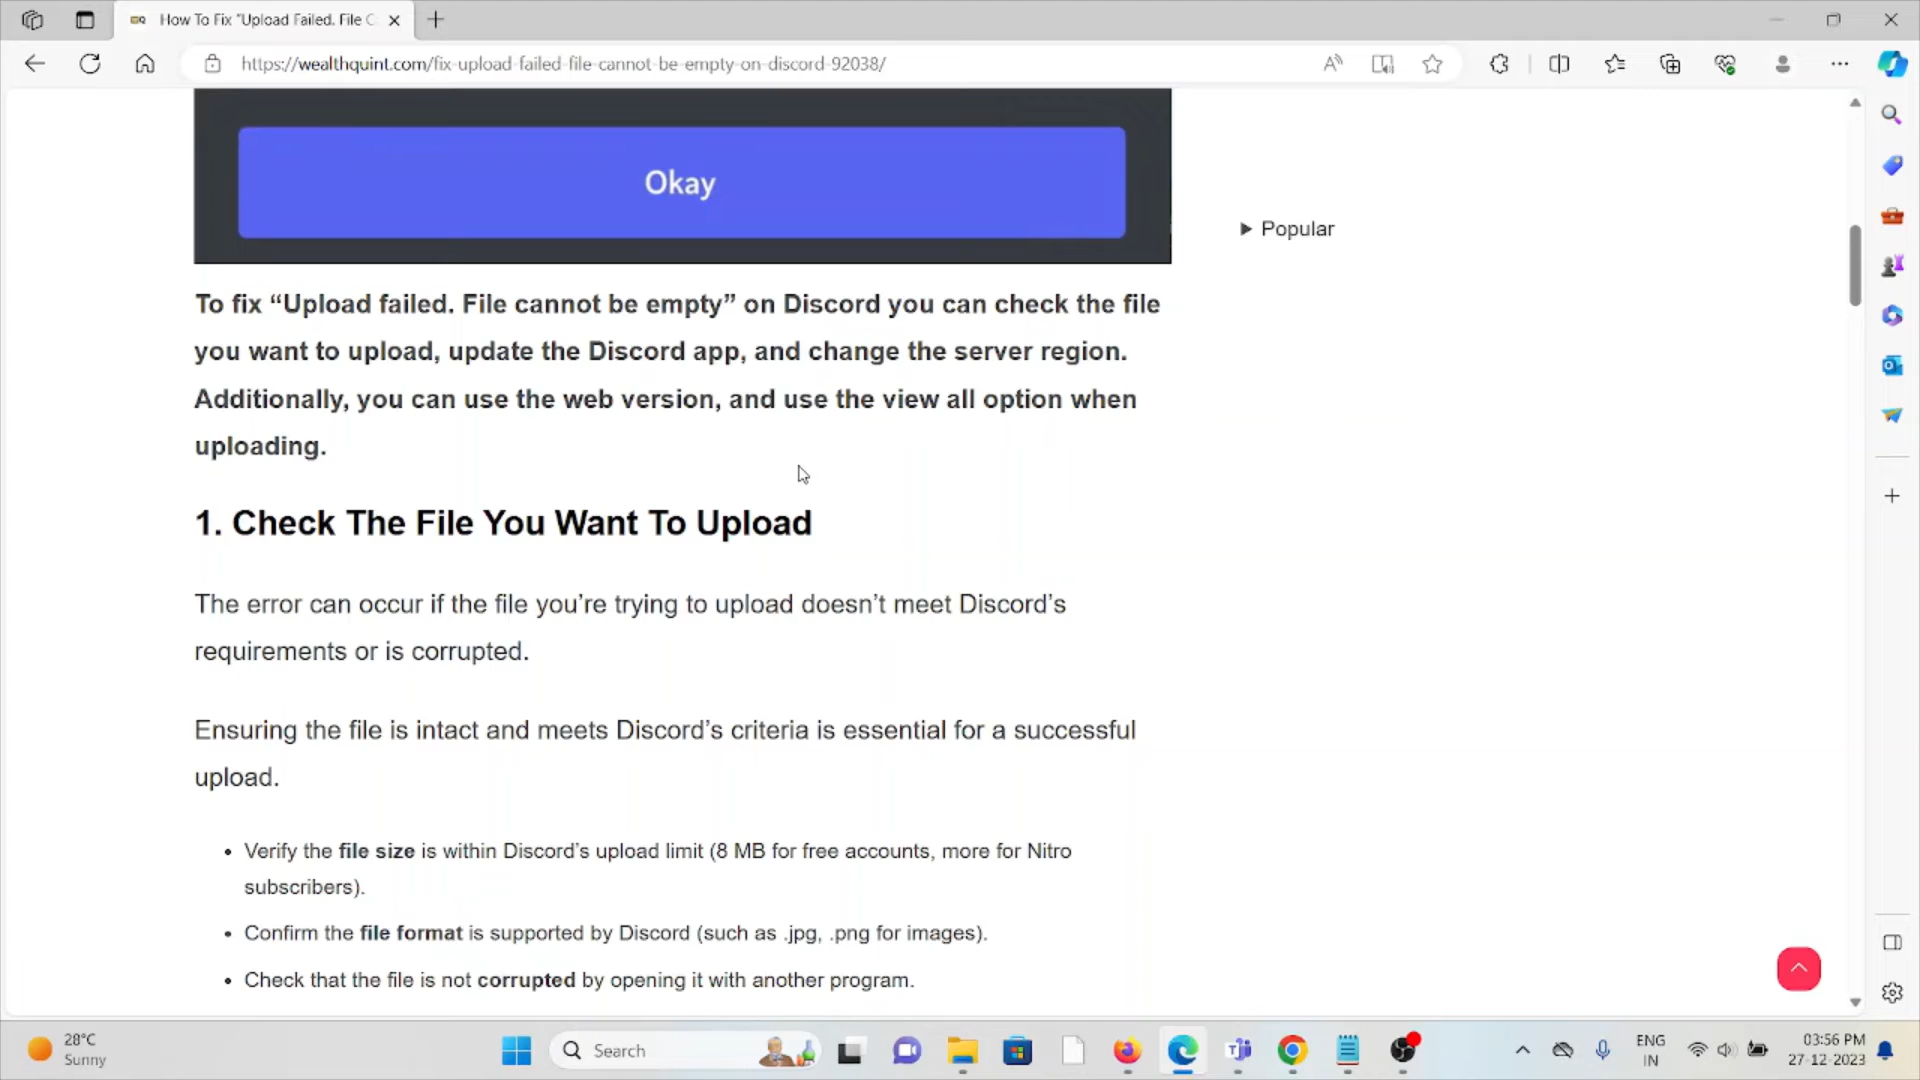 How To Fix "Upload Failed. File C
https://wealthquint.com/fix-upload-failed-file-cannot-be-empty-on-discord-92038/
Okay
Popular
To fix “Upload failed. File cannot be empty” on Discord you can check the file
you want to upload, update the Discord app, and change the server region.
Additionally, you can use the web version, and use the view all option when
uploading.
1. Check The File You Want To Upload
The error can occur if the file you’re trying to upload doesn’t meet Discord’s
requirements or is corrupted.
Ensuring the file is intact and meets Discord’s criteria is essential for a successful
upload.
• Verify the file size is within Discord’s upload limit (8 MB for free accounts, more for Nitro
subscribers).
• Confirm the file format is supported by Discord (such as .jpg, .png for images).
• Check that the file is not corrupted by opening it with another program.
28°C
Sunny
Search
ENG
IN
03:56 PM
27-12-2023